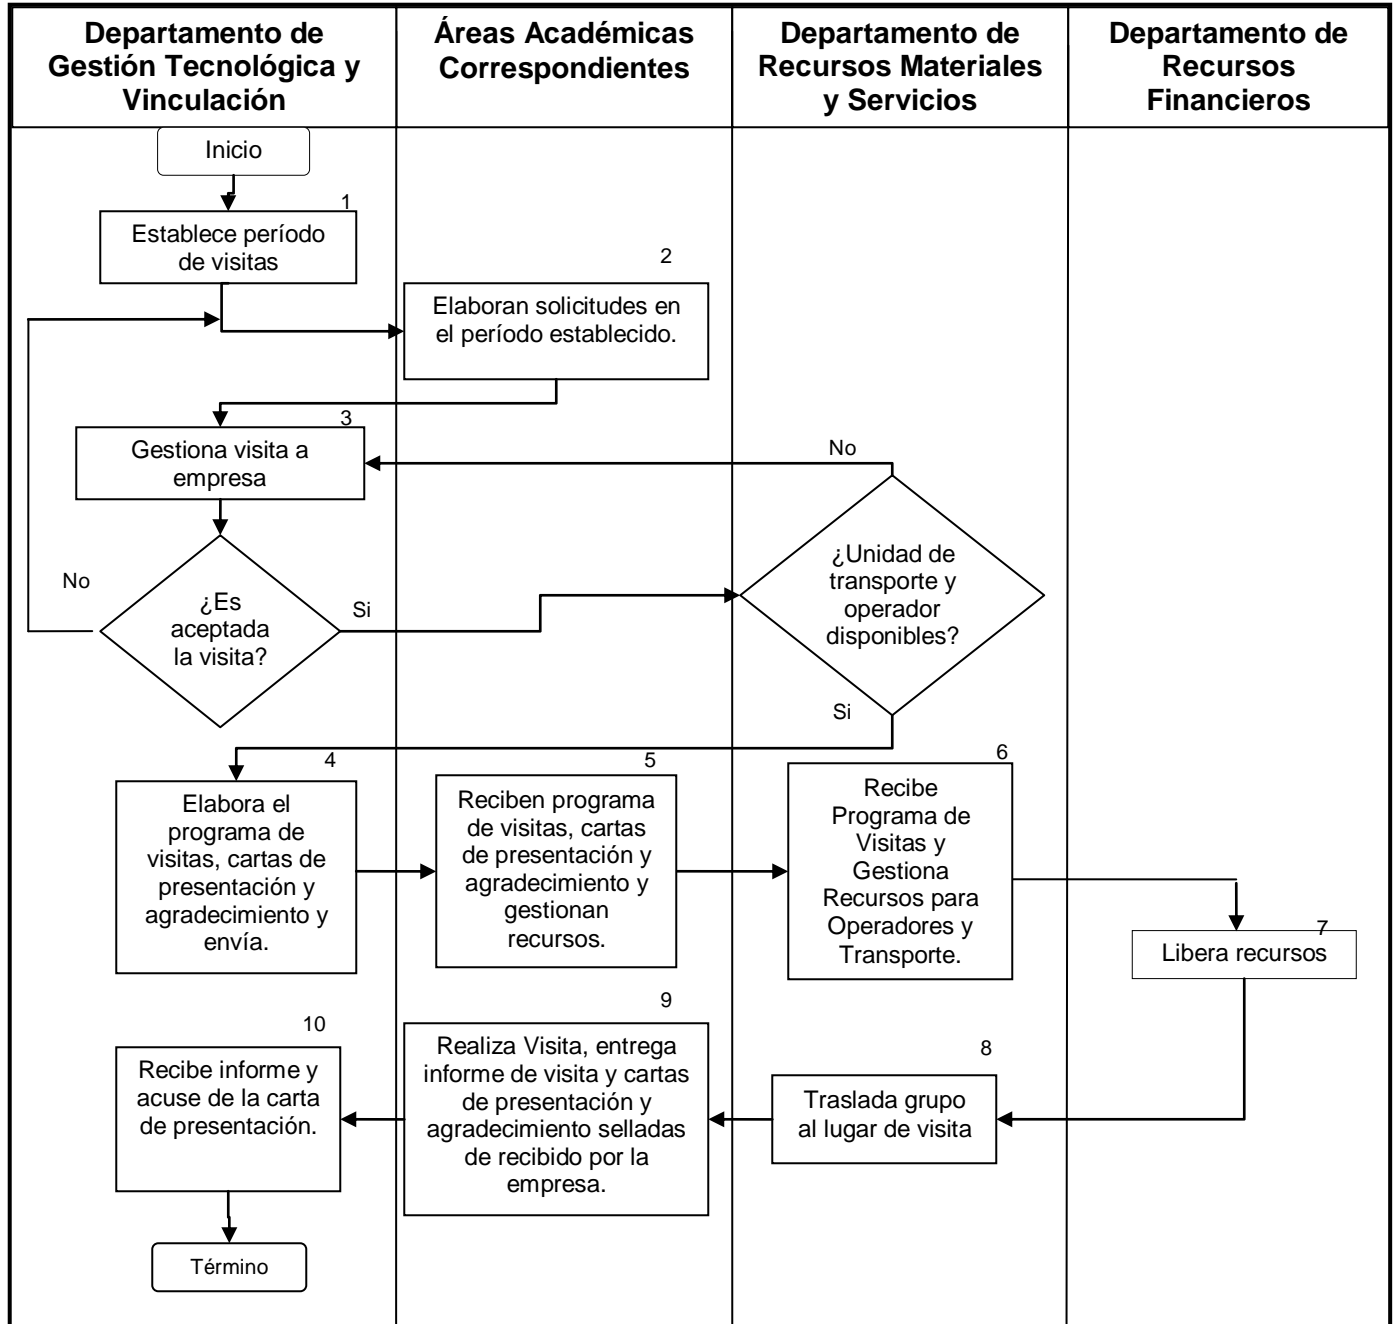 Departamento de
Gestión Tecnológica y
Vinculación
Áreas Académicas
Correspondientes
Departamento de
Recursos Materiales
y Servicios
Departamento de
Recursos
Financieros
Inicio
1
Establece período
de visitas
2
Elaboran solicitudes en
el período establecido.
3
Gestiona visita a
empresa
No
¿Unidad de
transporte y
operador
disponibles?
No
¿Es
aceptada
la visita?
Si
Si
4
Elabora el
programa de
visitas, cartas de
presentación y
agradecimiento y
envía.
5
Reciben programa
de visitas, cartas
de presentación y
agradecimiento y
gestionan
recursos.
6
Recibe
Programa de
Visitas y
Gestiona
Recursos para
Operadores y
Transporte.
7
Libera recursos
8
Traslada grupo
al lugar de visita
9
Realiza Visita, entrega
informe de visita y cartas
de presentación y
agradecimiento selladas
de recibido por la
empresa.
10
Recibe informe y
acuse de la carta
de presentación.
Término